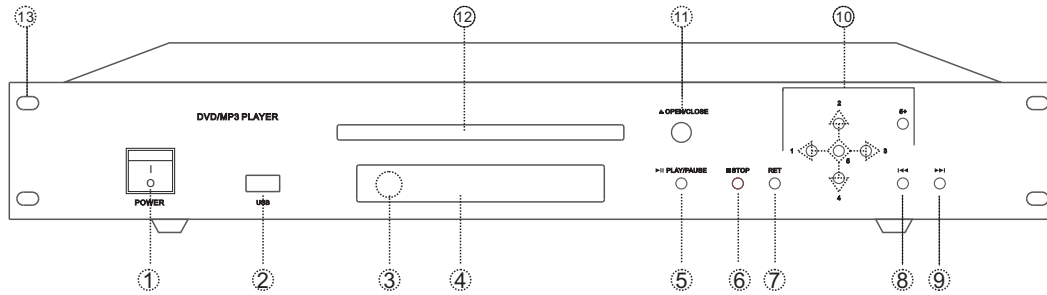 13 12 11 10
2
DVD/MP3 PLAYER
▲ OPEN/CLOSE
5+
1 5 3
▶II PLAY/PAUSE ■STOP RET I◀◀ ▶▶I
I
O
4
POWER USB
1 2 3 4 5 6 7 8 9